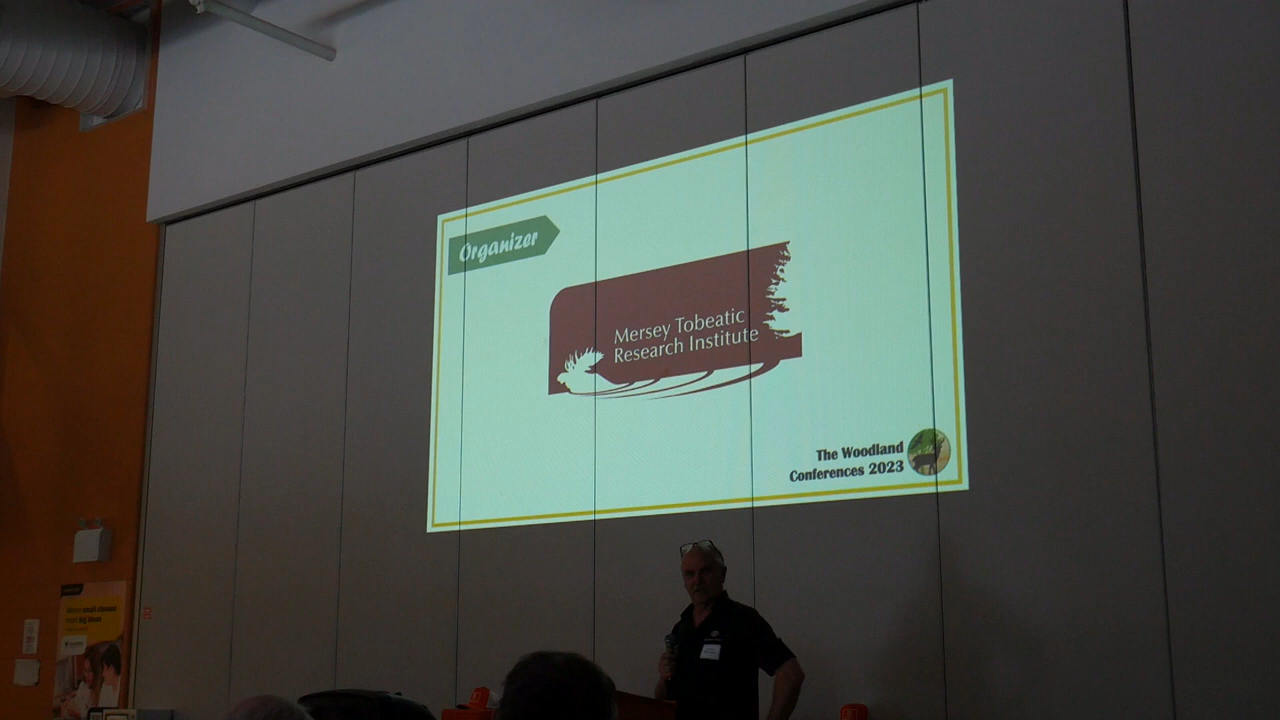 Organizer
Mersey Tobeatic
Research Institute
The Woodland
Conferences 2023